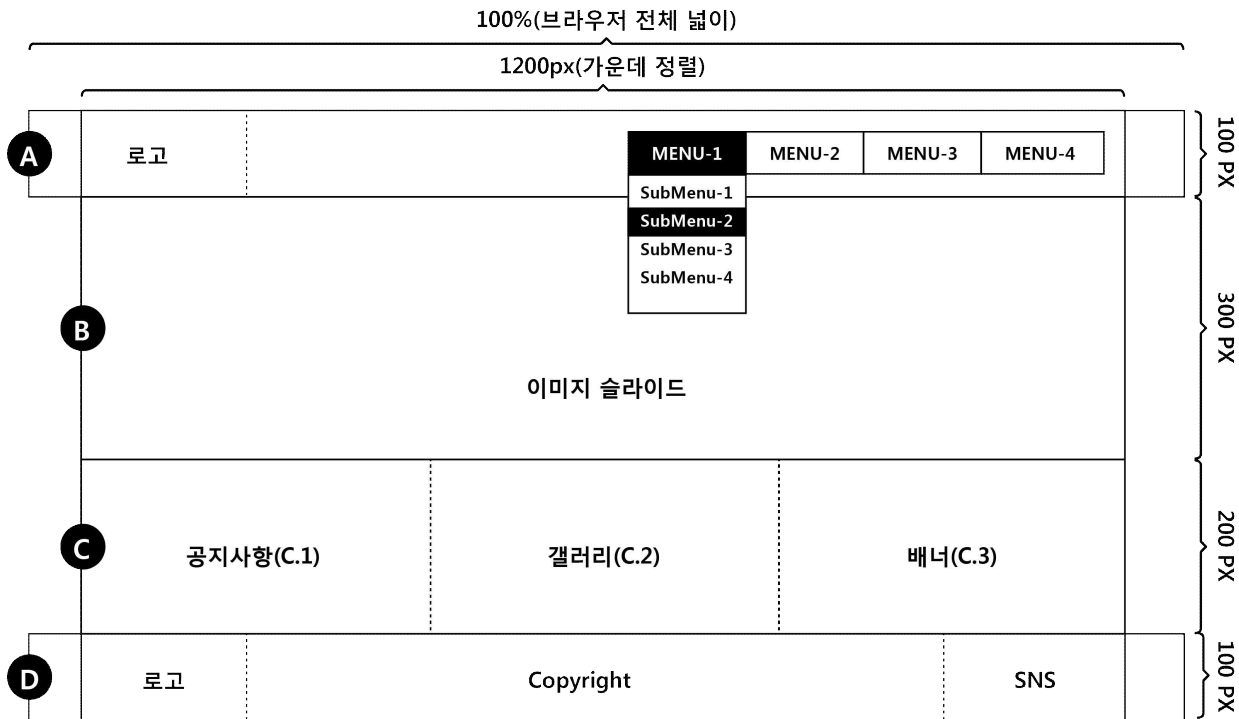 100%(브라우저 전체 넓이)
1200px(가운데 정렬)
A
로고
MENU-1
MENU-2
MENU-3
MENU-4
100 PX
SubMenu-1
SubMenu-2
SubMenu-3
SubMenu-4
B
이미지 슬라이드
300 PX
C
공지사항(C.1)
갤러리(C.2)
배너(C.3)
200 PX
D
로고
Copyright
SNS
100 PX